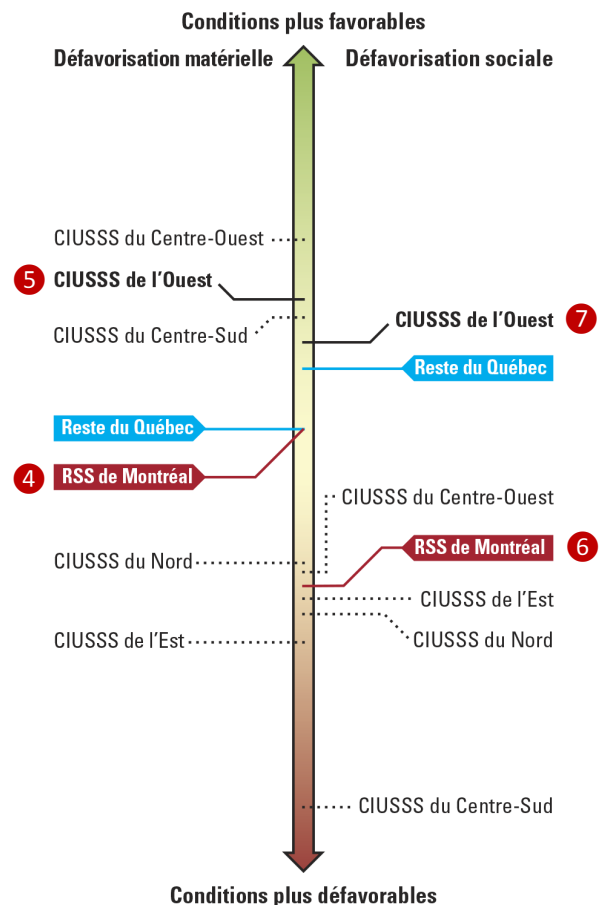 Conditions plus favorables
Défavorisation matérielle
Défavorisation sociale
CIUSSS du Centre-Ouest
5 CIUSSS de l'Ouest
CIUSSS du Centre-Sud
CIUSSS de l'Ouest 7
Reste du Québec
Reste du Québec
4 RSS de Montréal
CIUSSS du Centre-Ouest
RSS de Montréal 6
CIUSSS du Nord
CIUSSS de l'Est
CIUSSS de l'Est
CIUSSS du Nord
CIUSSS du Centre-Sud
Conditions plus défavorables